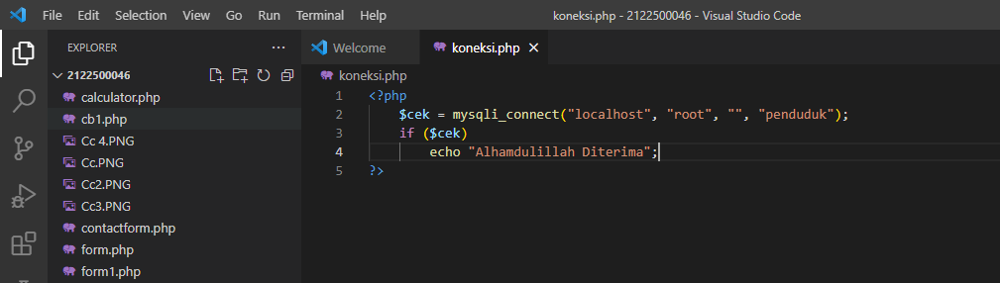 File Edit Selection View Go Run Terminal Help koneksi.php - 2122500046 - Visual Studio Code
EXPLORER ···
Welcome koneksi.php
2122500046
koneksi.php
calculator.php
cb1.php
Cc 4.PNG
Cc.PNG
Cc2.PNG
Cc3.PNG
contactform.php
form.php
form1.php
1 <?php
2 $cek = mysqli_connect("localhost", "root", "", "penduduk");
3 if ($cek)
4 echo "Alhamdulillah Diterima";
5 ?>